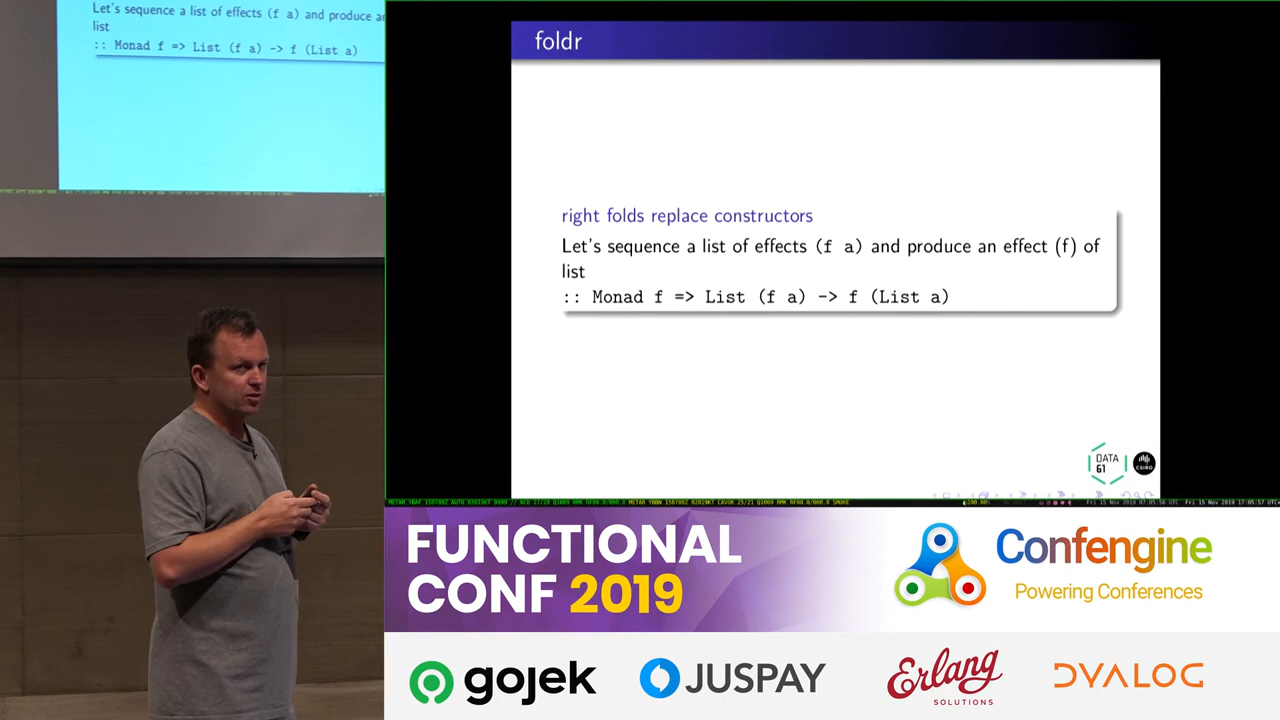 Let's sequence a list of effects (f a) and produce an
list
:: Monad f => List (f a) -> f (List a)
foldr
right folds replace constructors
Let's sequence a list of effects (f a) and produce an effect (f) of
list
:: Monad f => List (f a) -> f (List a)
DATA
61
CSIRO
FUNCTIONAL
CONF 2019
Confengine
Powering Conferences
gojek
JUSPAY
Erlang
SOLUTIONS
DYALOG